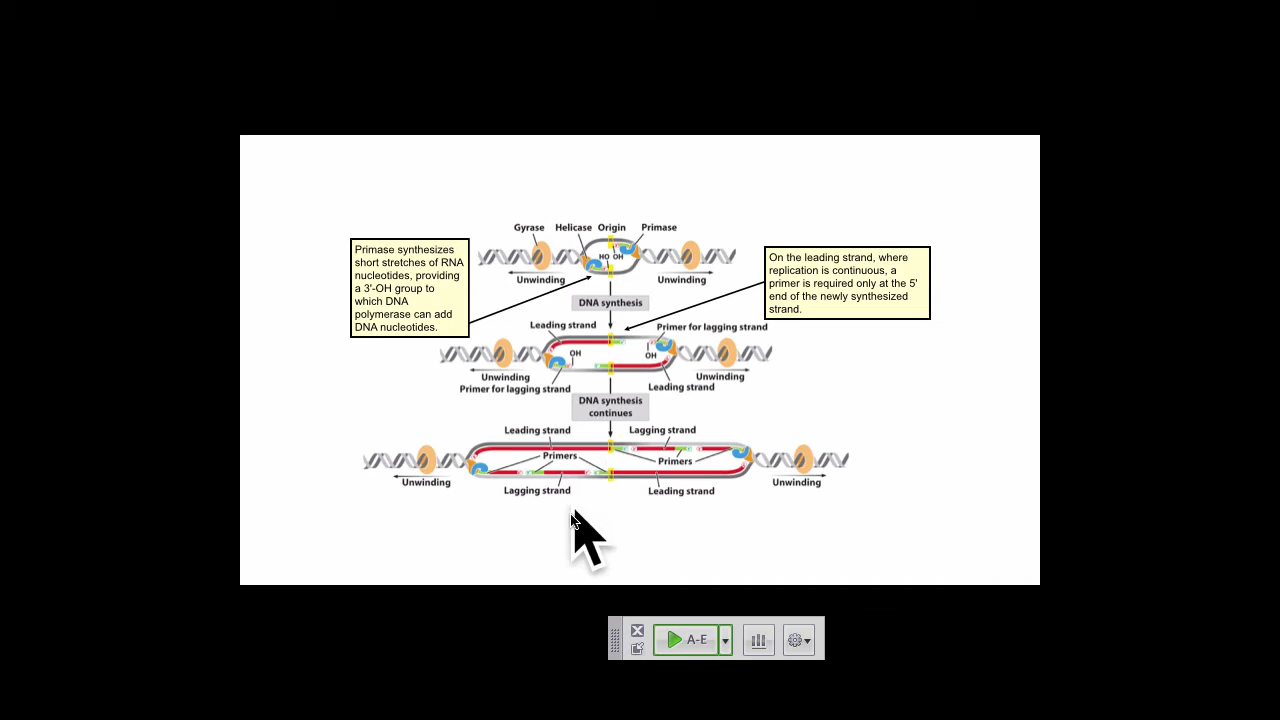 Gyrase Helicase Origin Primase
Primase synthesizes
short stretches of RNA
nucleotides, providing
a 3'-OH group to
which DNA
polymerase can add
DNA nucleotides.
On the leading strand, where
replication is continuous, a
primer is required only at the 5'
end of the newly synthesized
strand.
HO OH
Unwinding Unwinding
DNA synthesis
Leading strand Primer for lagging strand
OH
OH
Unwinding Unwinding
Primer for lagging strand Leading strand
DNA synthesis
continues
Leading strand Lagging strand
Primers Primers
Unwinding Unwinding
Lagging strand Leading strand
A-E